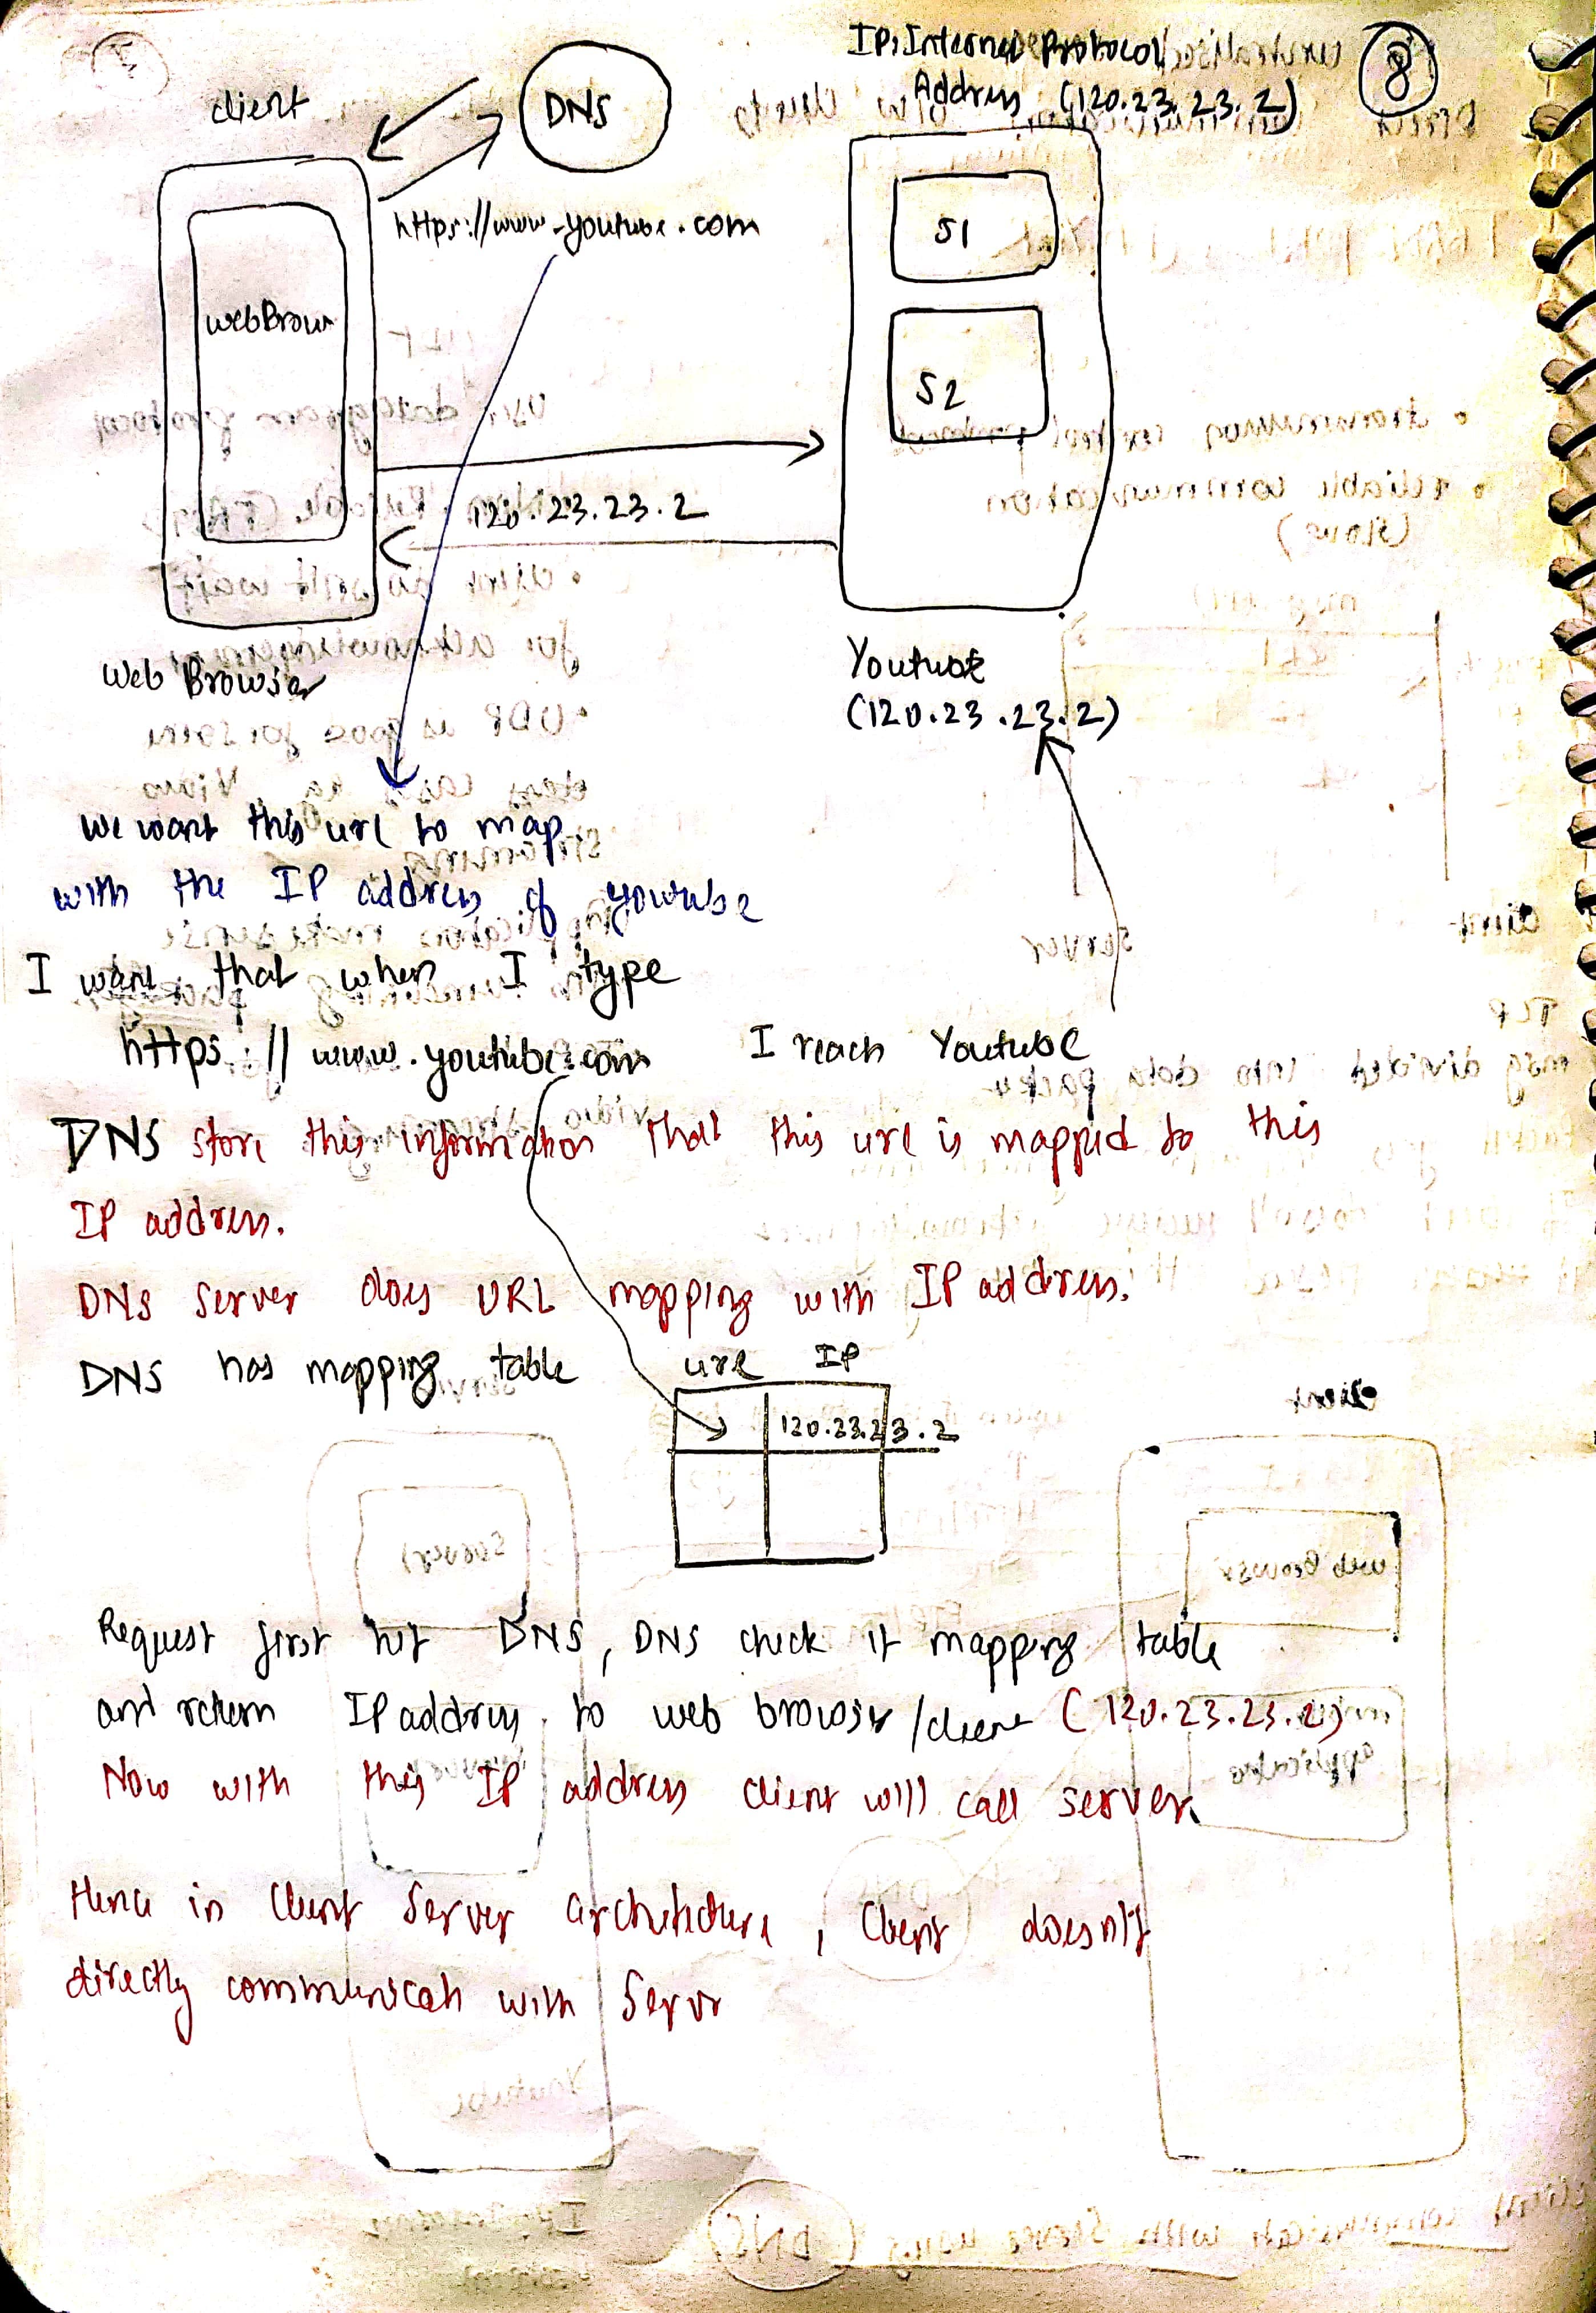 IP: Internet Protocol
Address (120.23.23.2)
8
client
DNS
https://www.youtube.com
webBrows
S1
S2
120.23.23.2
Web Browser
Youtube
(120.23.23.2)
we want this url to map
with the IP address of youtube
I want that when I type
https://www.youtube.com I reach Youtube
DNS store this information that this url is mapped to this
IP address.
DNS server does URL mapping with IP address.
DNS has mapping table
url IP
120.23.23.2
Request first hit DNS, DNS check it mapping table
and return IP address to web browser/client (120.23.23.2)
Now with this IP address client will call server.
Hence in Client Server architecture, Client doesn't
directly communicate with Server